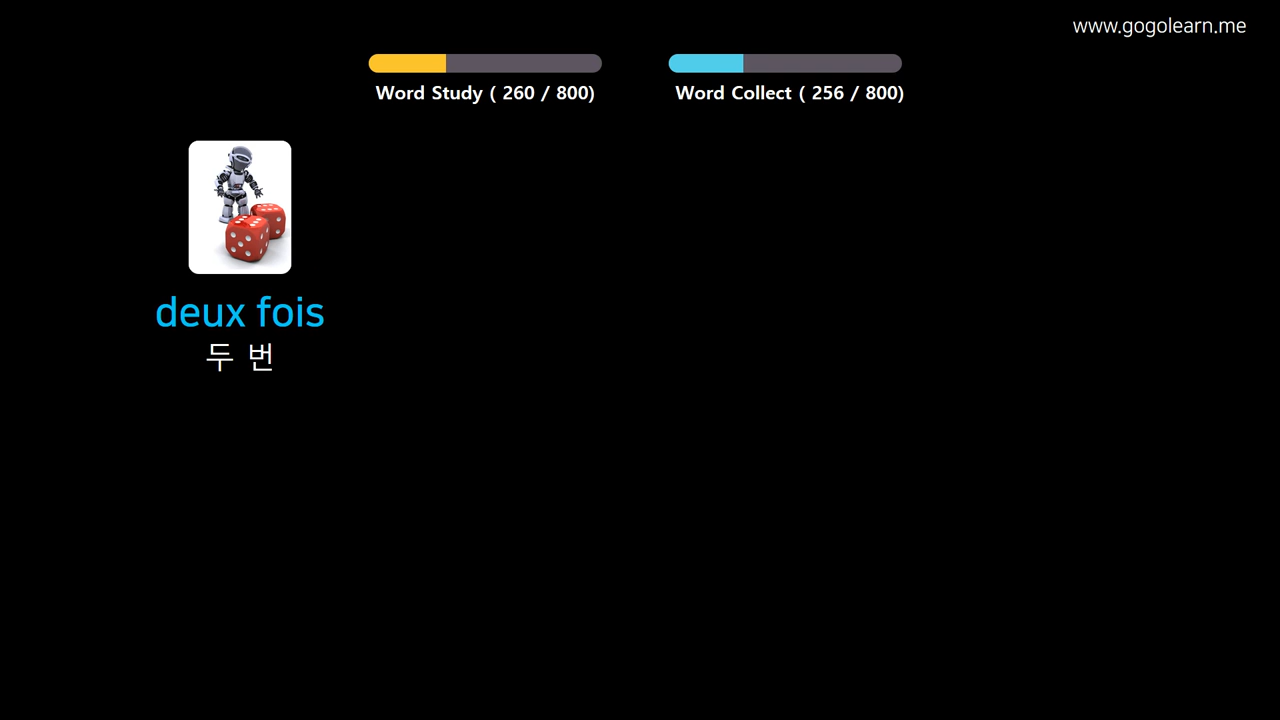 www.gogolearn.me
Word Study ( 260 / 800)
Word Collect ( 256 / 800)
deux fois
두 번